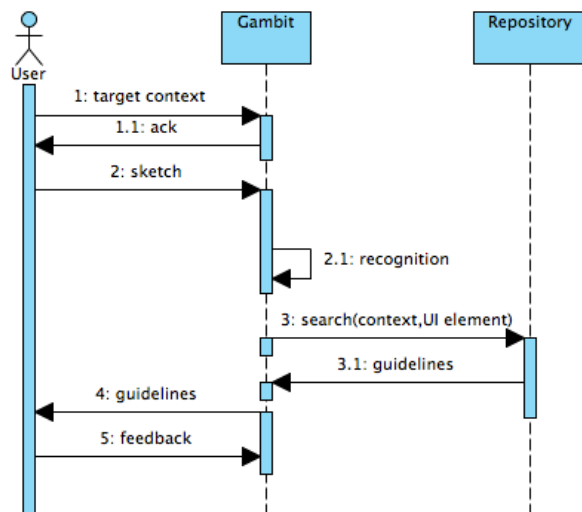 Gambit
Repository
User
1: target context
1.1: ack
2: sketch
2.1: recognition
3: search(context,UI element)
3.1: guidelines
4: guidelines
5: feedback